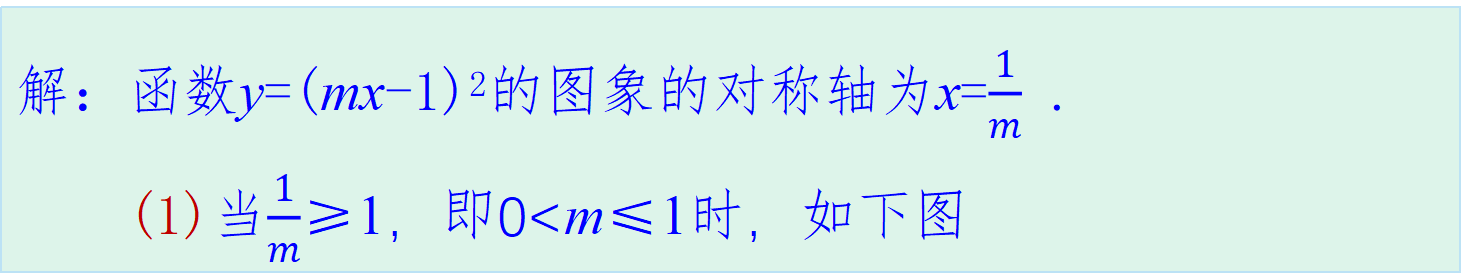 解：函数y=(mx-1)²的图象的对称轴为x=1/m .
(1)当1/m≥1，即0<m≤1时，如下图